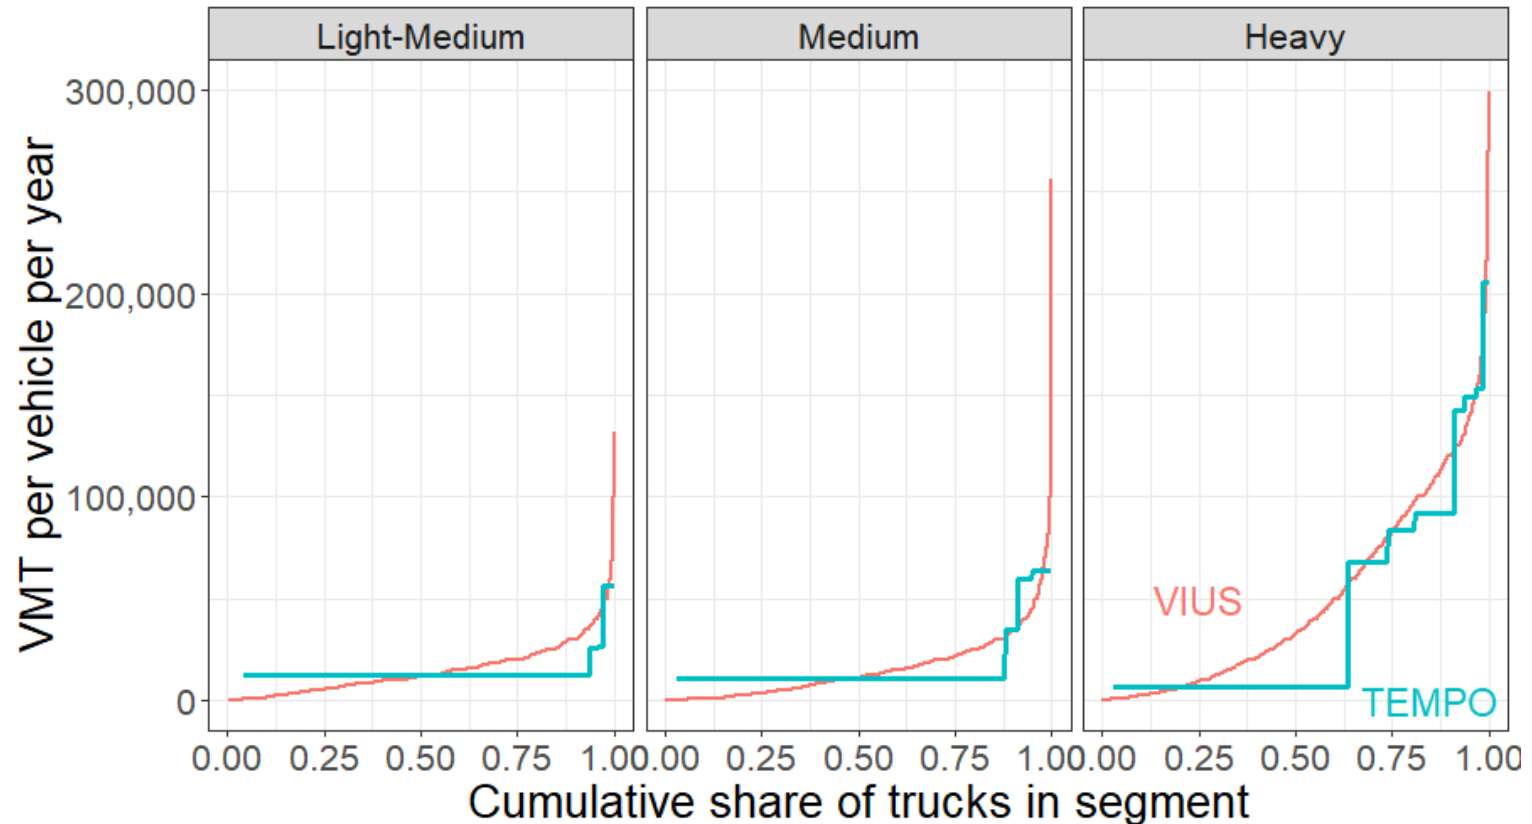 Light-Medium
Medium
Heavy
VMT per vehicle per year
300,000
200,000
100,000
0
VIUS
TEMPO
0.00 0.25 0.50 0.75 1.00
0.00 0.25 0.50 0.75 1.00
0.00 0.25 0.50 0.75 1.00
Cumulative share of trucks in segment